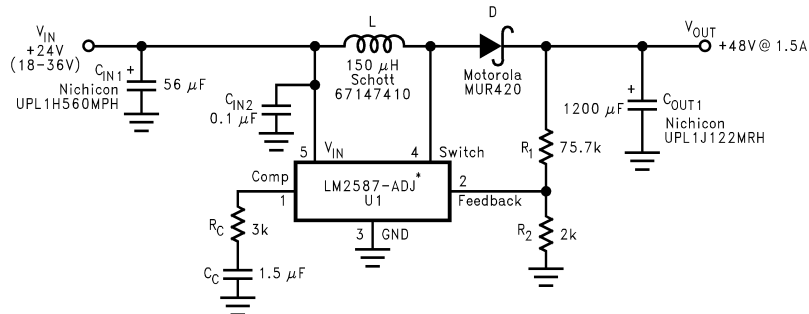 V_IN
+24V
(18-36V)
C_IN1 +
56 μF
Nichicon
UPL1H560MPH
C_IN2
0.1 μF
L
150 μH
Schott
67147410
D
Motorola
MUR420
V_OUT
+48V@ 1.5A
1200 μF
+
C_OUT1
Nichicon
UPL1J122MRH
R_1
75.7k
R_2
2k
5
V_IN
4
Switch
LM2587-ADJ*
U1
Comp
1
2
Feedback
3
GND
R_C
3k
C_C
1.5 μF